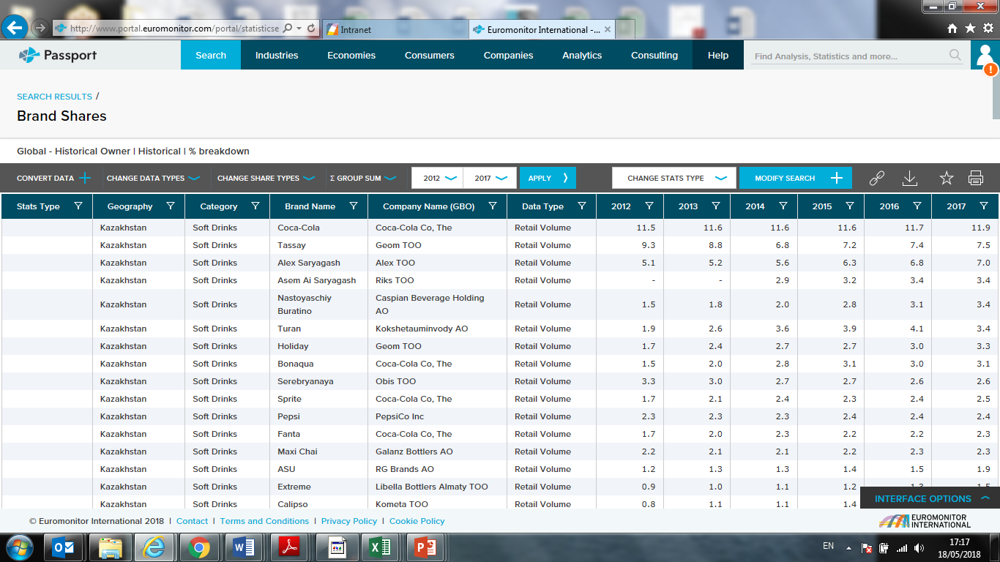 http://www.portal.euromonitor.com/portal/statisticse
Intranet
Euromonitor International -...
Passport
Search Industries Economies Consumers Companies Analytics Consulting Help Find Analysis, Statistics and more...
SEARCH RESULTS /
Brand Shares
Global - Historical Owner | Historical | % breakdown
CONVERT DATA CHANGE DATA TYPES CHANGE SHARE TYPES Σ GROUP SUM 2012 2017 APPLY CHANGE STATS TYPE MODIFY SEARCH
Stats Type Geography Category Brand Name Company Name (GBO) Data Type 2012 2013 2014 2015 2016 2017
Kazakhstan Soft Drinks Coca-Cola Coca-Cola Co, The Retail Volume 11.5 11.6 11.6 11.6 11.7 11.9
Kazakhstan Soft Drinks Tassay Geom TOO Retail Volume 9.3 8.8 6.8 7.2 7.4 7.5
Kazakhstan Soft Drinks Alex Saryagash Alex TOO Retail Volume 5.1 5.2 5.6 6.3 6.8 7.0
Kazakhstan Soft Drinks Asem Ai Saryagash Riks TOO Retail Volume - - 2.9 3.2 3.4 3.4
Kazakhstan Soft Drinks Nastoyaschiy Buratino Caspian Beverage Holding AO Retail Volume 1.5 1.8 2.0 2.8 3.1 3.4
Kazakhstan Soft Drinks Turan Kokshetauminvody AO Retail Volume 1.9 2.6 3.6 3.9 4.1 3.4
Kazakhstan Soft Drinks Holiday Geom TOO Retail Volume 1.7 2.4 2.7 2.7 3.0 3.3
Kazakhstan Soft Drinks Bonaqua Coca-Cola Co, The Retail Volume 1.5 2.0 2.8 3.1 3.0 3.1
Kazakhstan Soft Drinks Serebryanaya Obis TOO Retail Volume 3.3 3.0 2.7 2.7 2.6 2.6
Kazakhstan Soft Drinks Sprite Coca-Cola Co, The Retail Volume 1.7 2.1 2.4 2.3 2.4 2.5
Kazakhstan Soft Drinks Pepsi PepsiCo Inc Retail Volume 2.3 2.3 2.3 2.4 2.4 2.4
Kazakhstan Soft Drinks Fanta Coca-Cola Co, The Retail Volume 1.7 2.0 2.3 2.2 2.2 2.3
Kazakhstan Soft Drinks Maxi Chai Galanz Bottlers AO Retail Volume 2.2 2.1 2.1 2.2 2.3 2.3
Kazakhstan Soft Drinks ASU RG Brands AO Retail Volume 1.2 1.3 1.3 1.4 1.5 1.9
Kazakhstan Soft Drinks Extreme Libella Bottlers Almaty TOO Retail Volume 0.9 1.0 1.1 1.2
Kazakhstan Soft Drinks Calipso Kometa TOO Retail Volume 0.8 1.1 1.1 1.4
INTERFACE OPTIONS
© Euromonitor International 2018 | Contact | Terms and Conditions | Privacy Policy | Cookie Policy
EUROMONITOR
INTERNATIONAL
EN
17:17
18/05/2018